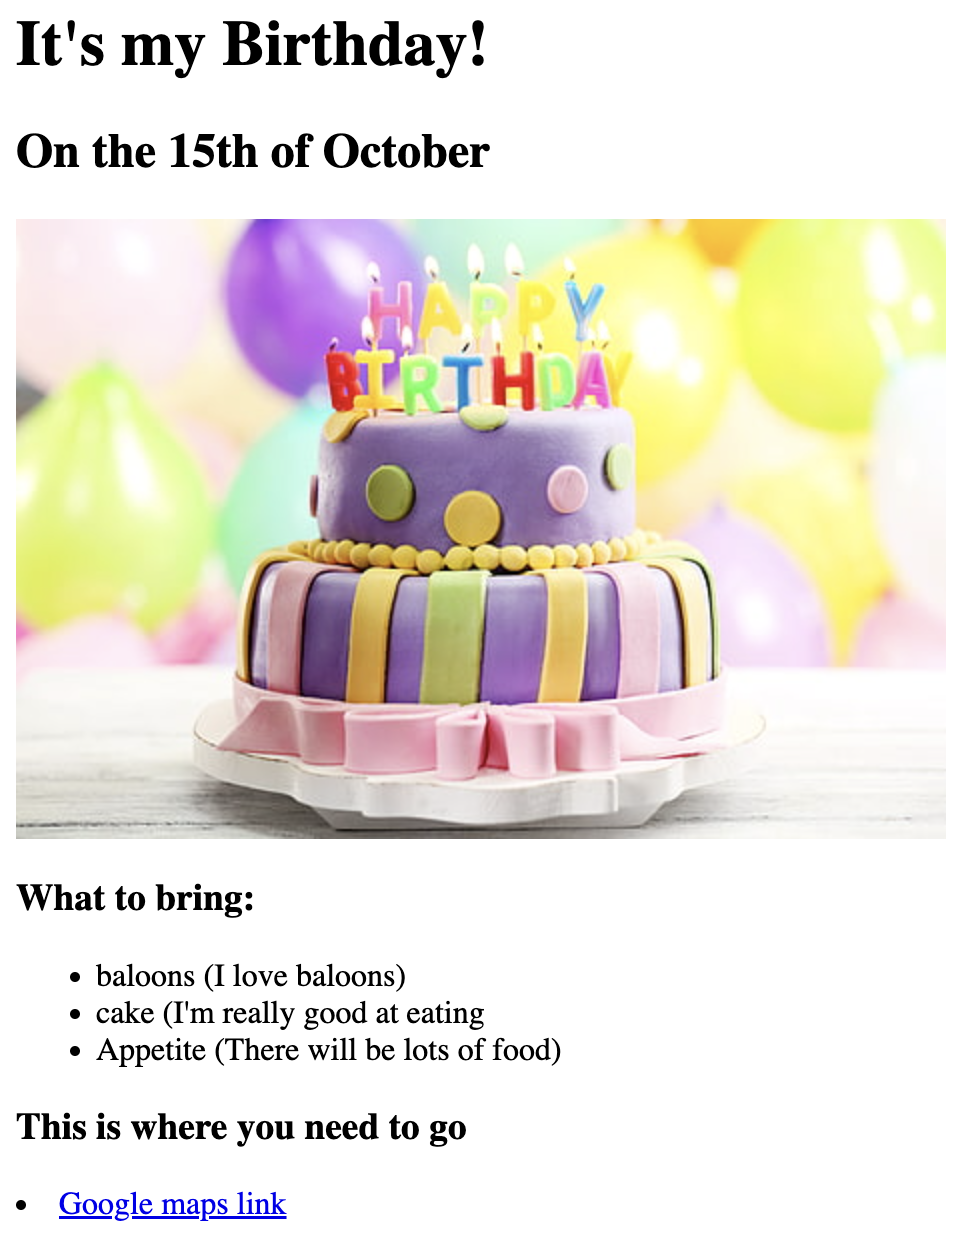 It's my Birthday!
On the 15th of October
HAPPY
BIRTHDAY
What to bring:
baloons (I love baloons)
cake (I'm really good at eating
Appetite (There will be lots of food)
This is where you need to go
Google maps link